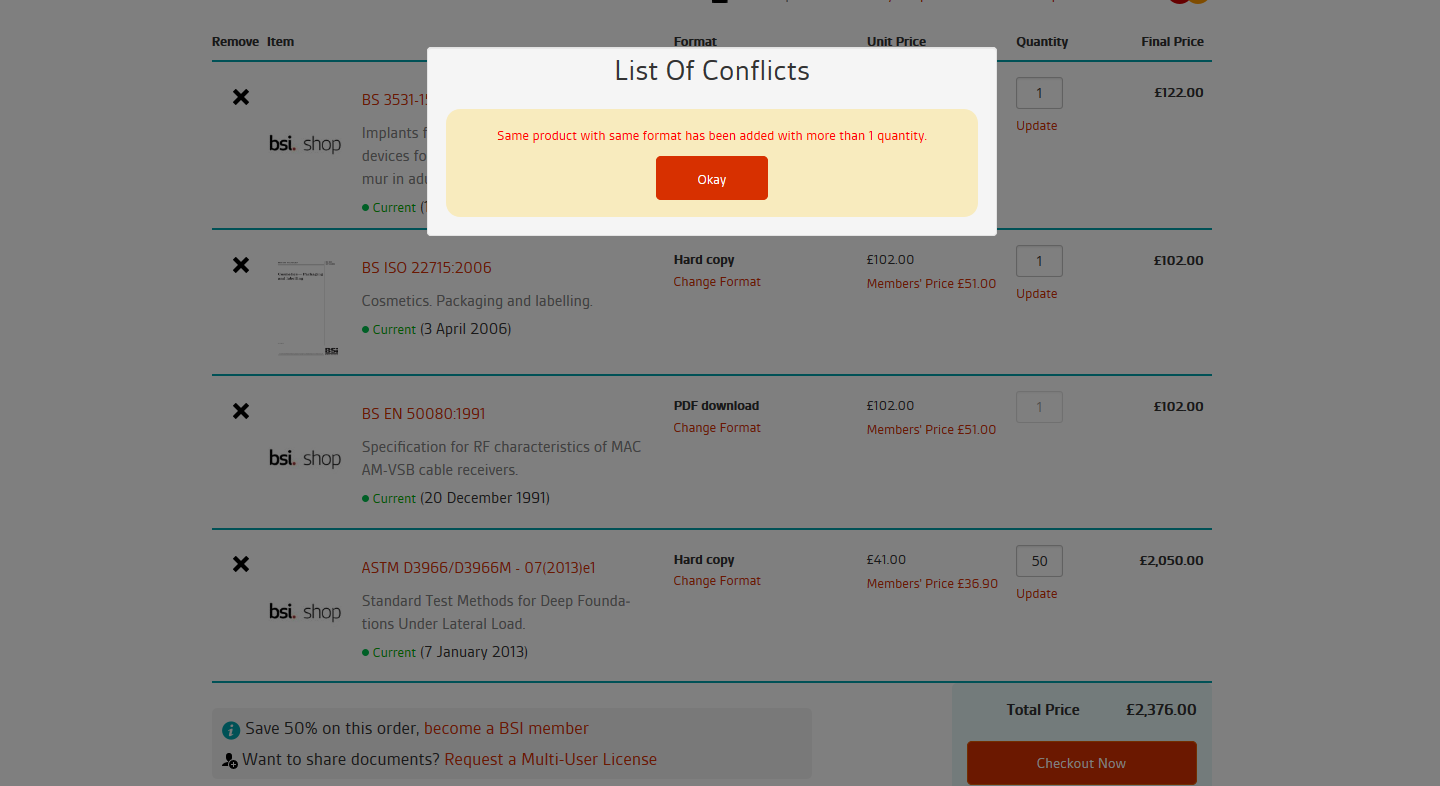 Remove Item Format Unit Price Quantity Final Price
List Of Conflicts
Same product with same format has been added with more than 1 quantity.
Okay
BS 3531-15
Implants f
devices fo
mur in adu
Current (1
1
Update
£122.00
bsi. shop
BS ISO 22715:2006
Cosmetics. Packaging and labelling.
Current (3 April 2006)
Hard copy
Change Format
£102.00
Members' Price £51.00
1
Update
£102.00
BSi
BS EN 50080:1991
Specification for RF characteristics of MAC
AM-VSB cable receivers.
Current (20 December 1991)
PDF download
Change Format
£102.00
Members' Price £51.00
1
£102.00
bsi. shop
ASTM D3966/D3966M - 07(2013)e1
Standard Test Methods for Deep Founda-
tions Under Lateral Load.
Current (7 January 2013)
Hard copy
Change Format
£41.00
Members' Price £36.90
50
Update
£2,050.00
bsi. shop
Save 50% on this order, become a BSI member
Want to share documents? Request a Multi-User License
Total Price £2,376.00
Checkout Now